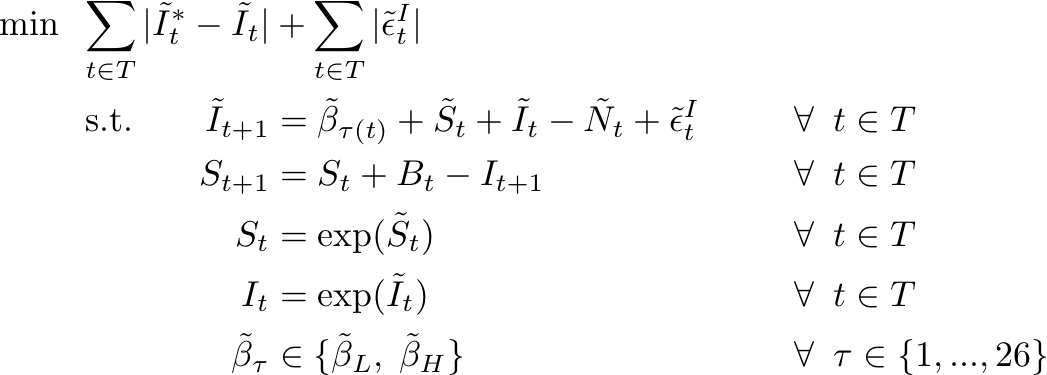 min ∑_{t∈T} |Ĩ*_t − Ĩ_t| + ∑_{t∈T} |ϵ̃^I_t|
s.t. Ĩ_{t+1} = β̃_{τ(t)} + S̃_t + Ĩ_t − Ñ_t + ϵ̃^I_t ∀ t ∈ T
S_{t+1} = S_t + B_t − I_{t+1} ∀ t ∈ T
S_t = exp(S̃_t) ∀ t ∈ T
I_t = exp(Ĩ_t) ∀ t ∈ T
β̃_τ ∈ {β̃_L, β̃_H} ∀ τ ∈ {1, ..., 26}